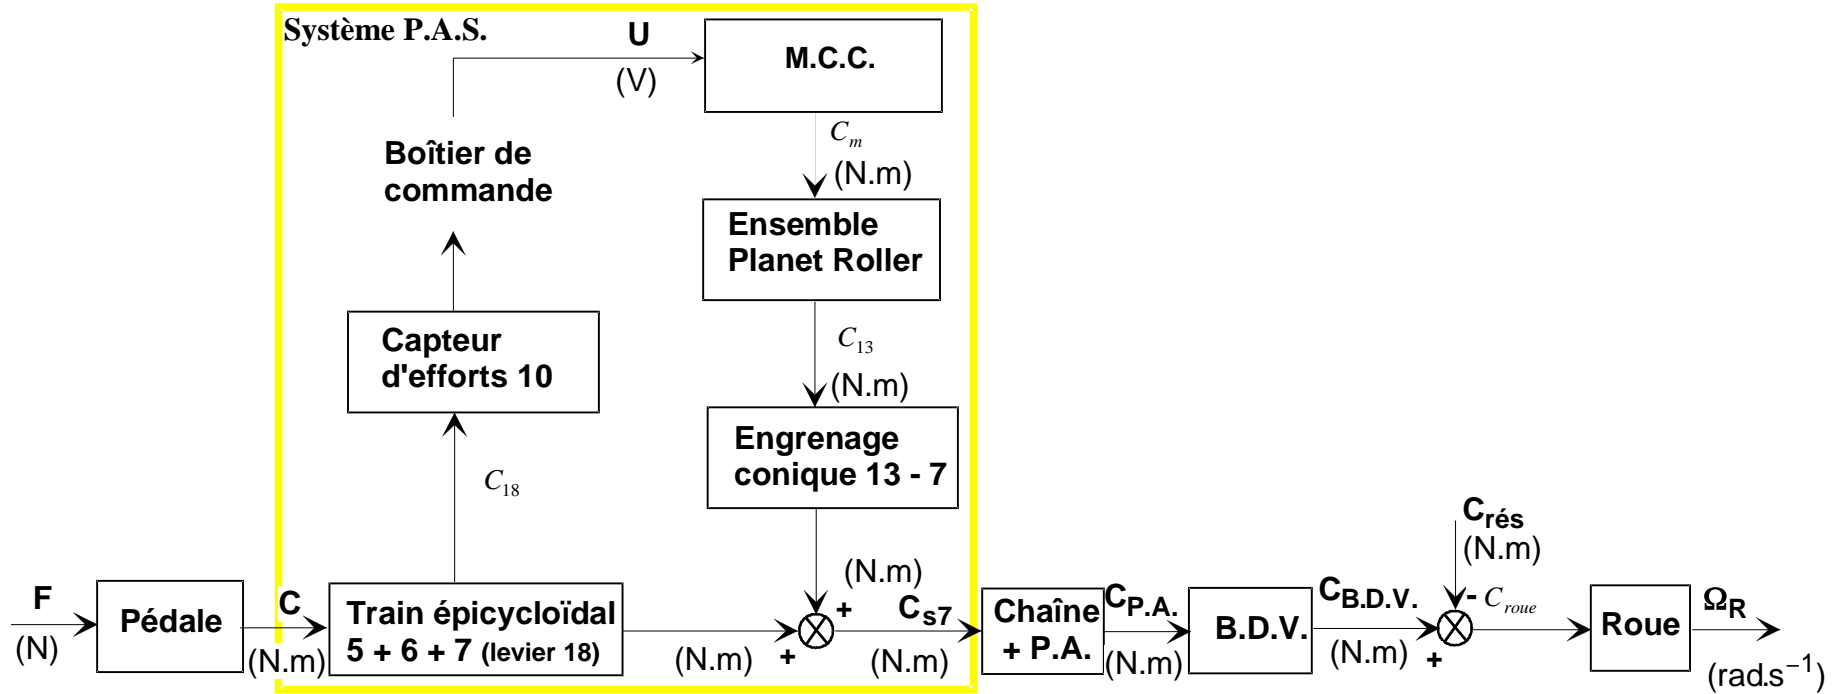 Système P.A.S.
U
(V)
M.C.C.
C_m
(N.m)
Boîtier de
commande
Ensemble
Planet Roller
C_13
(N.m)
Capteur
d'efforts 10
Engrenage
conique 13 - 7
C_18
(N.m)
F
(N)
Pédale
C
(N.m)
Train épicycloïdal
5 + 6 + 7 (levier 18)
(N.m)
+
+
C_s7
(N.m)
Chaîne
+ P.A.
C_P.A.
(N.m)
B.D.V.
C_B.D.V.
(N.m)
C_rés
(N.m)
-
+
C_roue
Roue
Ω_R
(rad.s⁻¹)